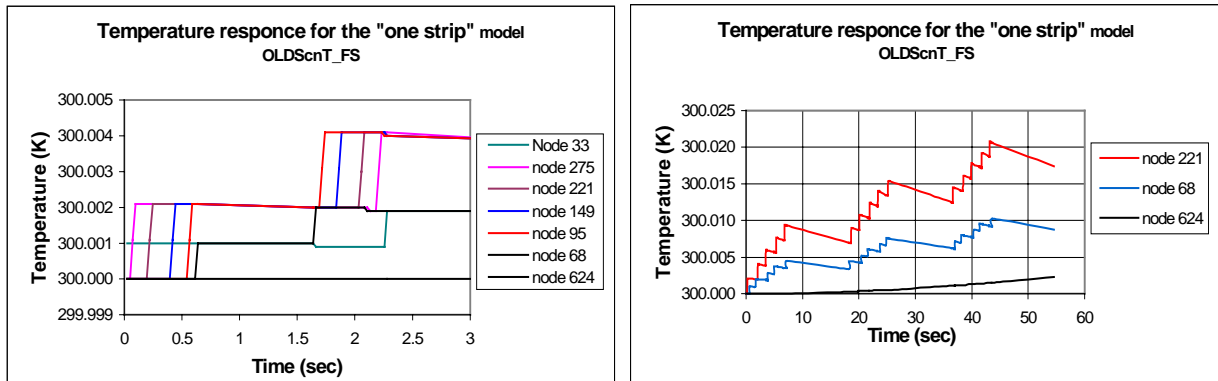 Temperature responce for the "one strip" model
OLDScnT_FS
Temperature (K)
300.005
300.004
300.003
300.002
300.001
300.000
299.999
0 0.5 1 1.5 2 2.5 3
Time (sec)
Node 33
node 275
node 221
node 149
node 95
node 68
node 624
Temperature responce for the "one strip" model
OLDScnT_FS
Temperature (K)
300.025
300.020
300.015
300.010
300.005
300.000
0 10 20 30 40 50 60
Time (sec)
node 221
node 68
node 624